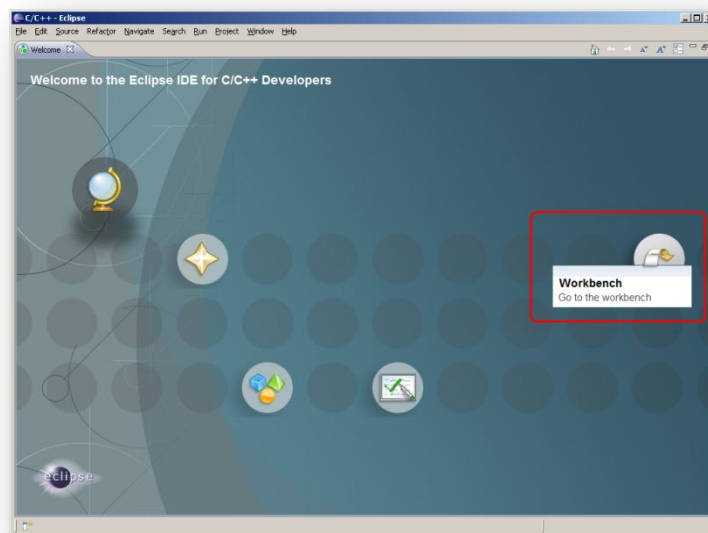 C/C++ - Eclipse
File Edit Source Refactor Navigate Search Run Project Window Help
Welcome
Welcome to the Eclipse IDE for C/C++ Developers
Workbench
Go to the workbench
eclipse